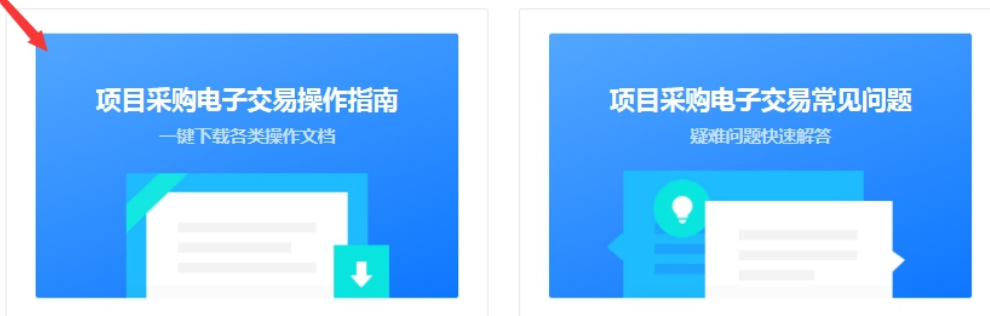 项目采购电子交易操作指南
一键下载各类操作文档
项目采购电子交易常见问题
疑难问题快速解答